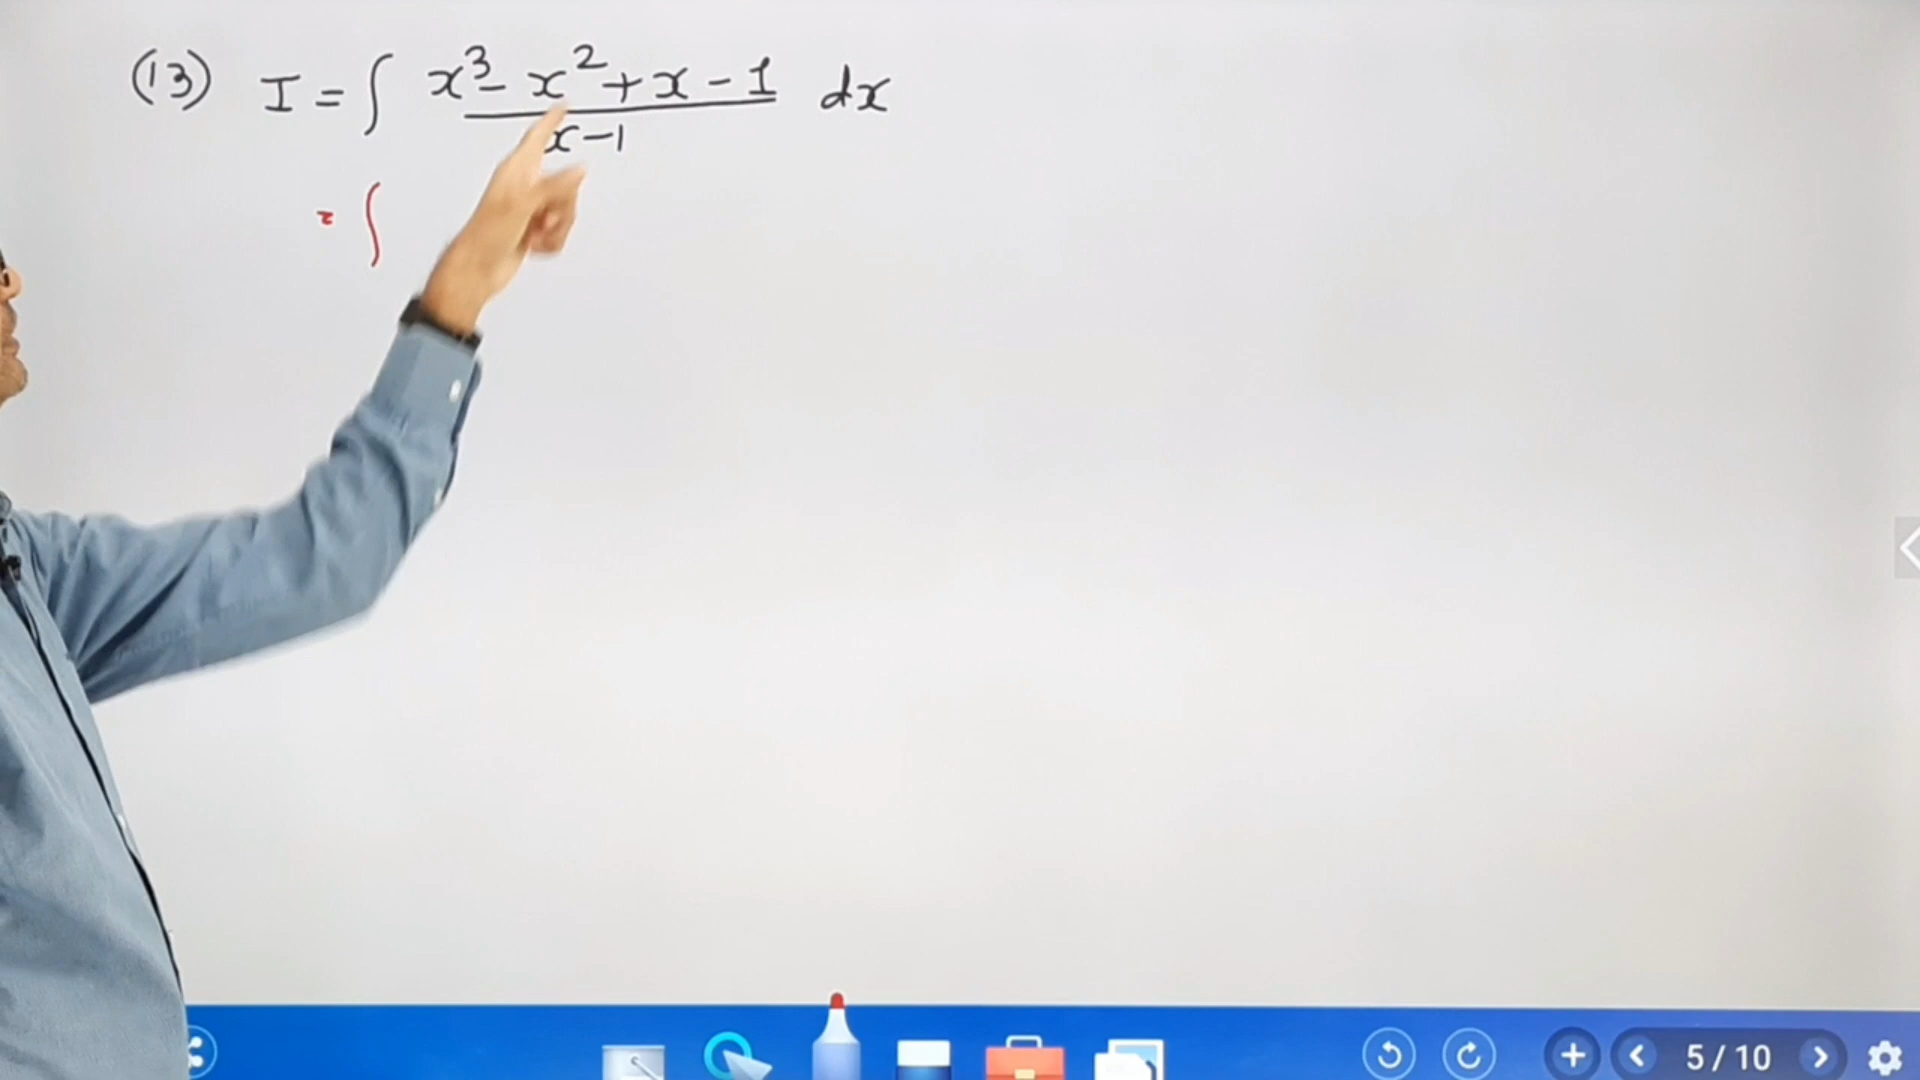 (13) I = ∫ x³ - x² + x - 1 dx
x - 1
= ∫
5 / 10